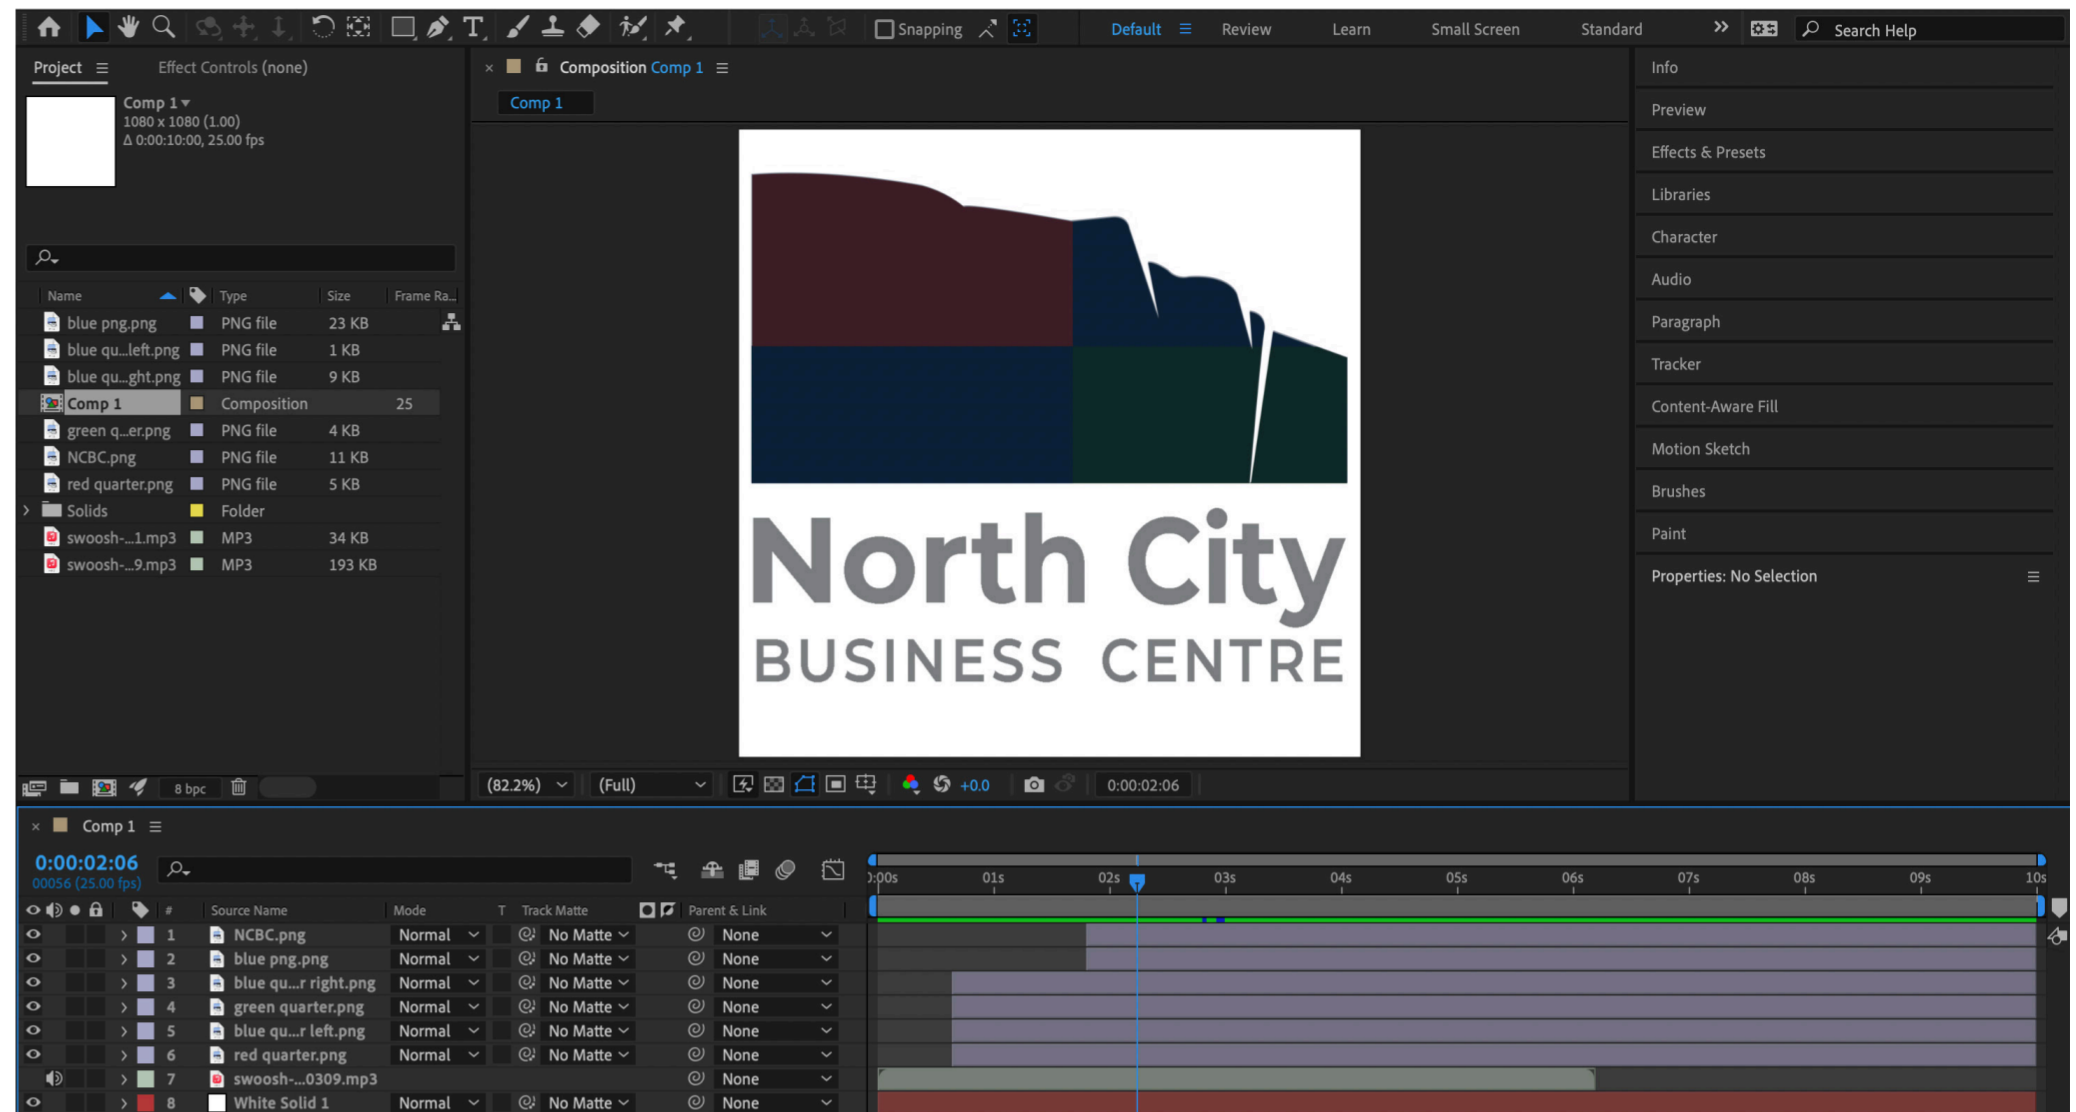 Snapping
Default
Review
Learn
Small Screen
Standard
Search Help
Project
Effect Controls (none)
Composition Comp 1
Comp 1
Comp 1
1080 x 1080 (1.00)
Δ 0:00:10:00, 25.00 fps
Name Type Size Frame Ra...
blue png.png PNG file 23 KB
blue qu...left.png PNG file 1 KB
blue qu...ght.png PNG file 9 KB
Comp 1 Composition 25
green q...er.png PNG file 4 KB
NCBC.png PNG file 11 KB
red quarter.png PNG file 5 KB
Solids Folder
swoosh-...1.mp3 MP3 34 KB
swoosh-...9.mp3 MP3 193 KB
8 bpc
North City
BUSINESS CENTRE
(82.2%) (Full) +0.0 0:00:02:06
Info
Preview
Effects & Presets
Libraries
Character
Audio
Paragraph
Tracker
Content-Aware Fill
Motion Sketch
Brushes
Paint
Properties: No Selection
Comp 1
0:00:02:06
00056 (25.00 fps)
:00s 01s 02s 03s 04s 05s 06s 07s 08s 09s 10s
# Source Name Mode T Track Matte Parent & Link
1 NCBC.png Normal No Matte None
2 blue png.png Normal No Matte None
3 blue qu...r right.png Normal No Matte None
4 green quarter.png Normal No Matte None
5 blue qu...r left.png Normal No Matte None
6 red quarter.png Normal No Matte None
7 swoosh-...0309.mp3 None
8 White Solid 1 Normal No Matte None